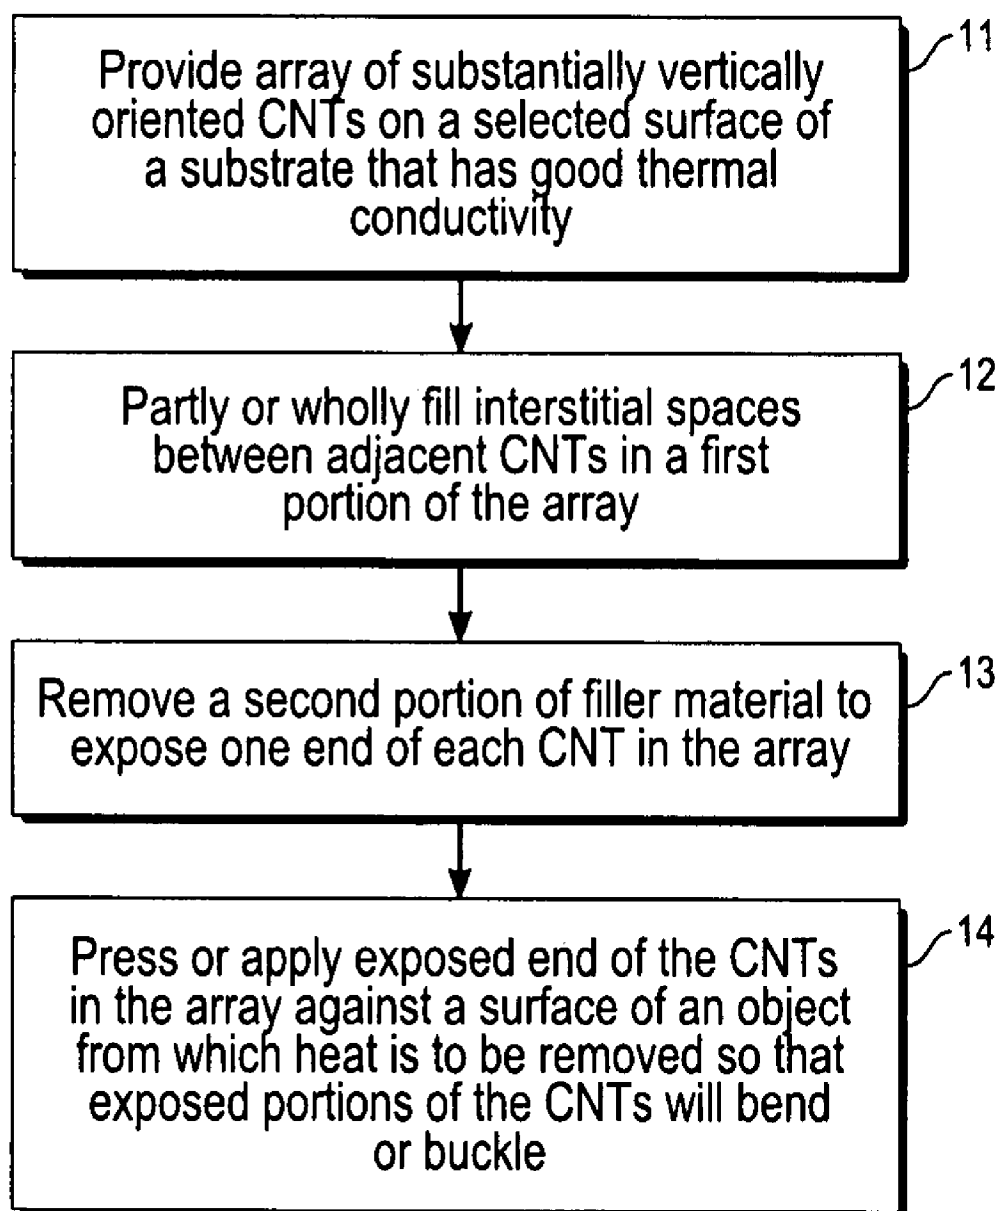 11
Provide array of substantially vertically
oriented CNTs on a selected surface of
a substrate that has good thermal
conductivity
12
Partly or wholly fill interstitial spaces
between adjacent CNTs in a first
portion of the array
13
Remove a second portion of filler material to
expose one end of each CNT in the array
14
Press or apply exposed end of the CNTs
in the array against a surface of an object
from which heat is to be removed so that
exposed portions of the CNTs will bend
or buckle